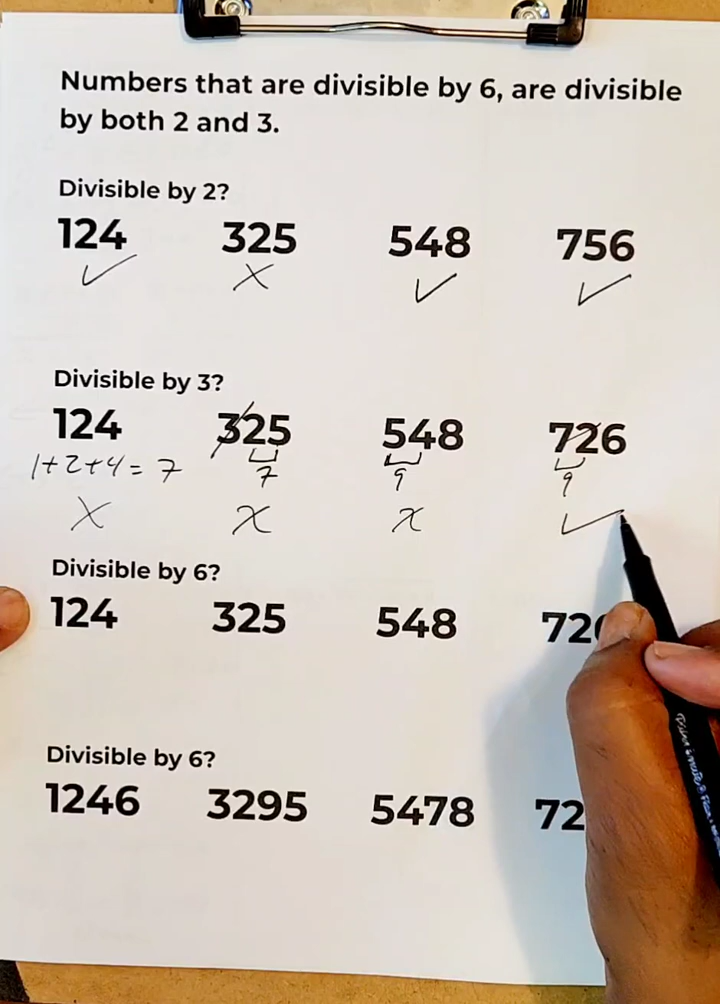 Numbers that are divisible by 6, are divisible
by both 2 and 3.
Divisible by 2?
124 325 548 756
✓ X ✓ ✓
Divisible by 3?
124 325 548 726
1+2+4=7 7 9 9
X X X ✓
Divisible by 6?
124 325 548 72
Divisible by 6?
1246 3295 5478 72